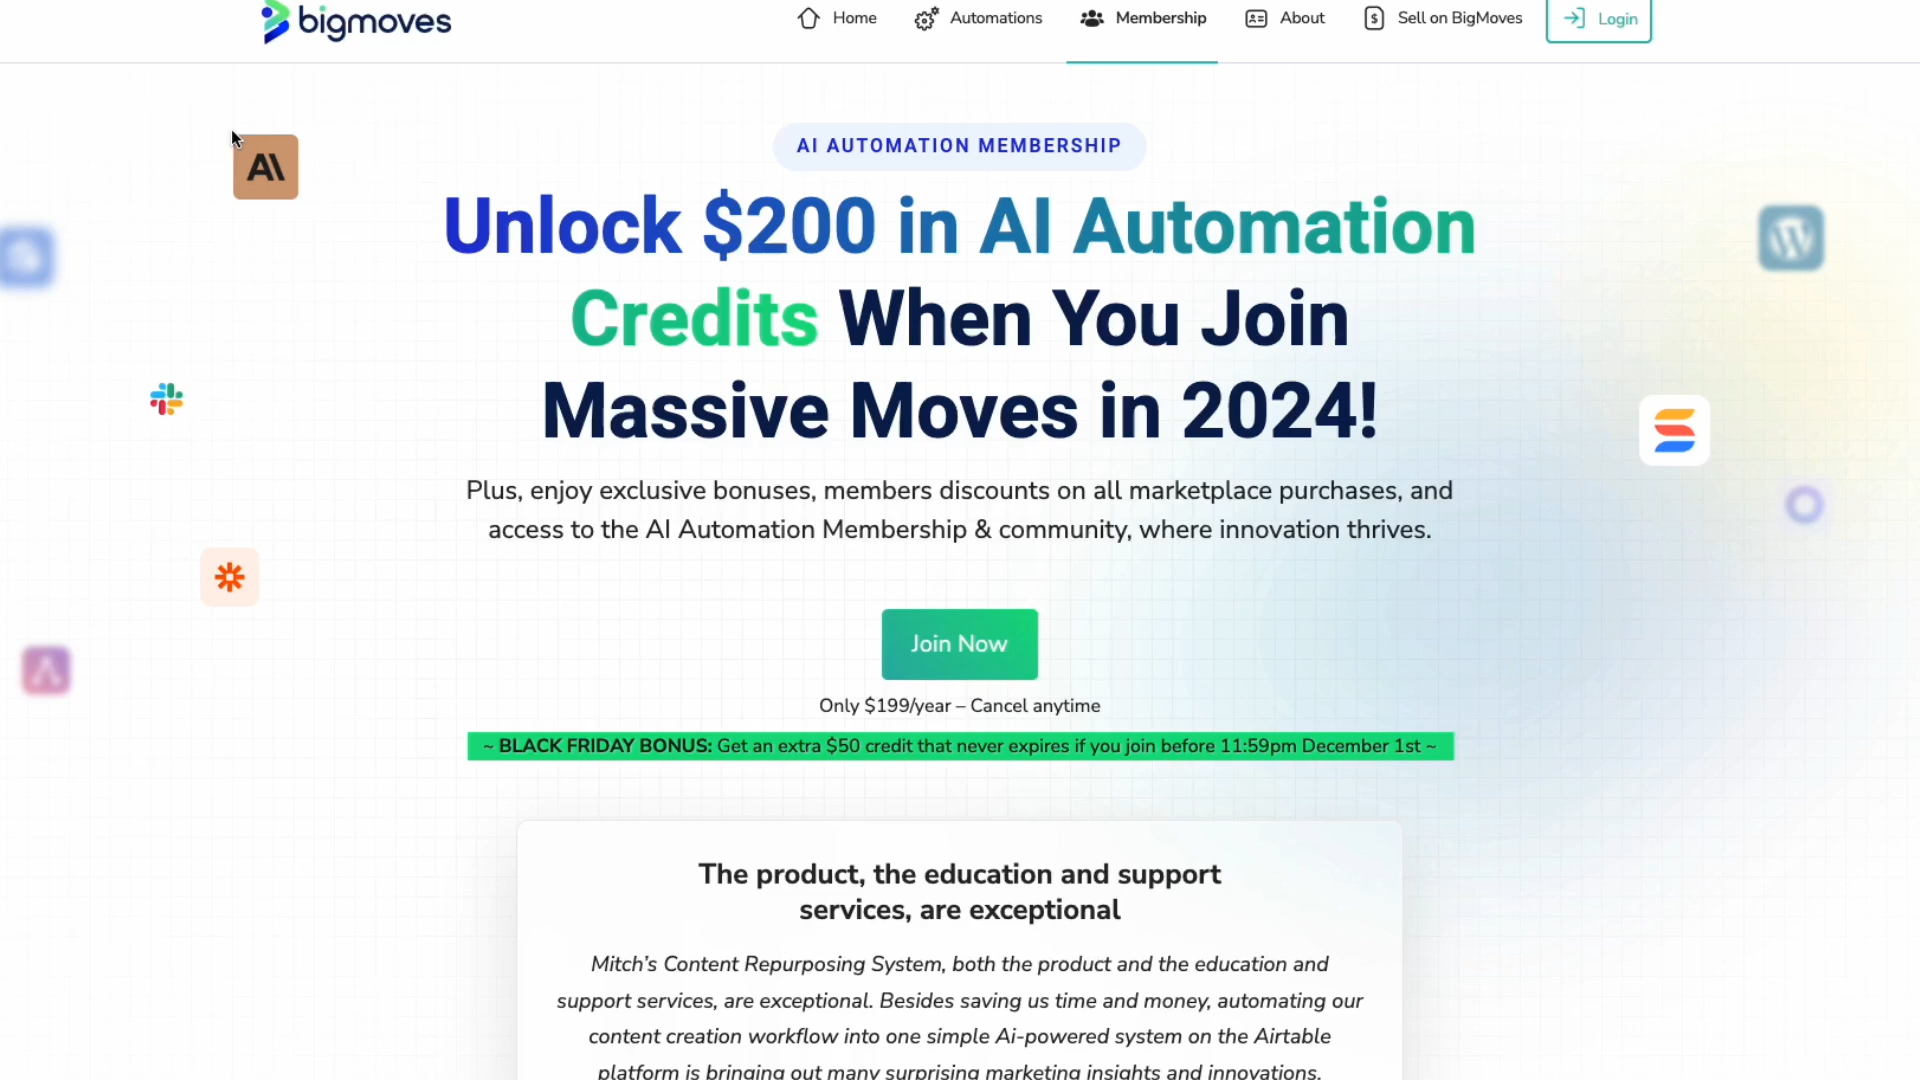 bigmoves
Home
Automations
Membership
About
Sell on BigMoves
Login
AI AUTOMATION MEMBERSHIP
Unlock $200 in AI Automation
Credits When You Join
Massive Moves in 2024!
Plus, enjoy exclusive bonuses, members discounts on all marketplace purchases, and
access to the AI Automation Membership & community, where innovation thrives.
Join Now
Only $199/year – Cancel anytime
~ BLACK FRIDAY BONUS: Get an extra $50 credit that never expires if you join before 11:59pm December 1st ~
The product, the education and support
services, are exceptional
Mitch’s Content Repurposing System, both the product and the education and
support services, are exceptional. Besides saving us time and money, automating our
content creation workflow into one simple Ai-powered system on the Airtable
platform is bringing out many surprising marketing insights and innovations.